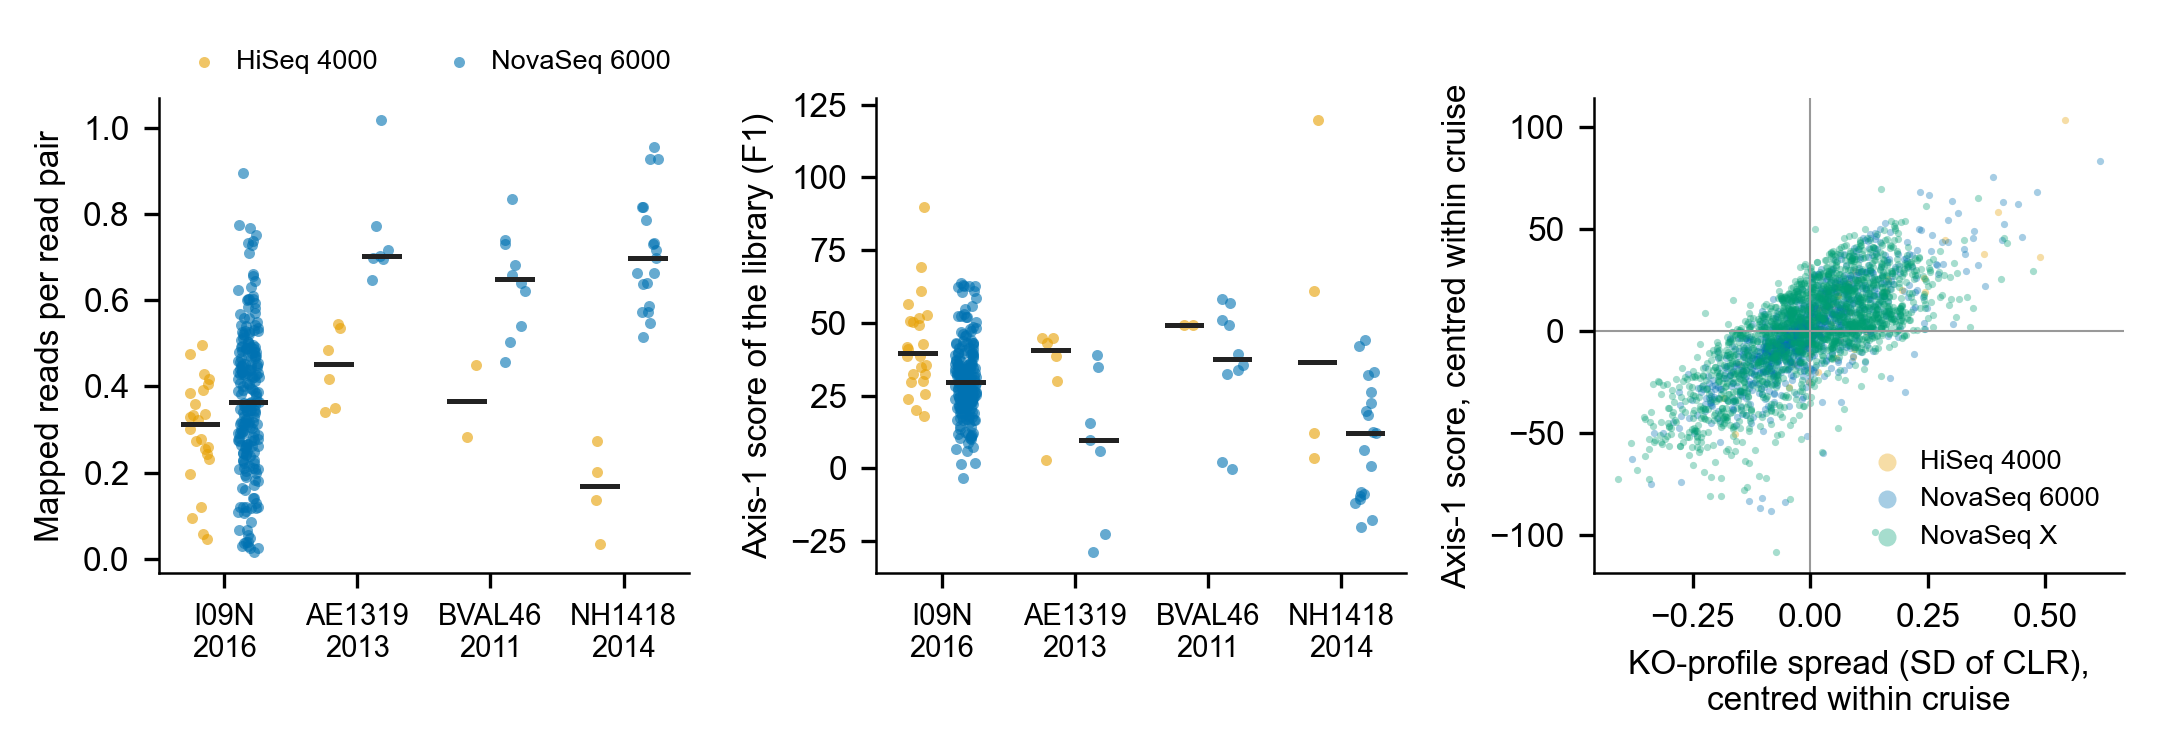 HiSeq 4000
NovaSeq 6000
Mapped reads per read pair
1.0
0.8
0.6
0.4
0.2
0.0
I09N
2016
AE1319
2013
BVAL46
2011
NH1418
2014
Axis-1 score of the library (F1)
125
100
75
50
25
0
−25
I09N
2016
AE1319
2013
BVAL46
2011
NH1418
2014
Axis-1 score, centred within cruise
100
50
0
−50
−100
HiSeq 4000
NovaSeq 6000
NovaSeq X
−0.25
0.00
0.25
0.50
KO-profile spread (SD of CLR),
centred within cruise